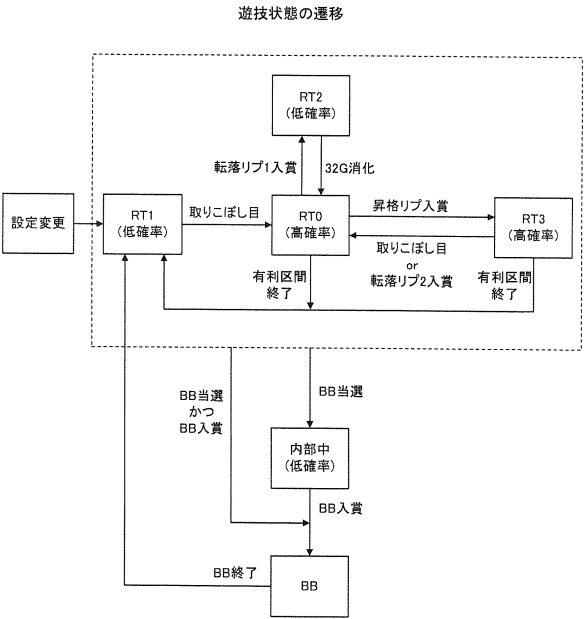 遊技状態の遷移
RT2
(低確率)
転落リプ1入賞
32G消化
設定変更
RT1
(低確率)
取りこぼし目
RT0
(高確率)
昇格リプ入賞
RT3
(高確率)
取りこぼし目
or
転落リプ2入賞
有利区間
終了
有利区間
終了
BB当選
かつ
BB入賞
BB当選
内部中
(低確率)
BB入賞
BB終了
BB